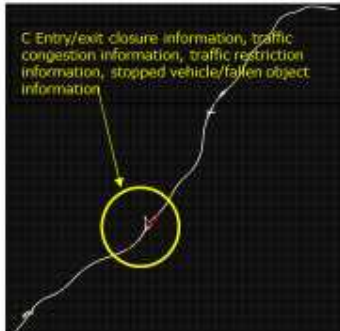 C Entry/exit closure information, traffic
congestion information, traffic restriction
information, stopped vehicle/fallen object
information